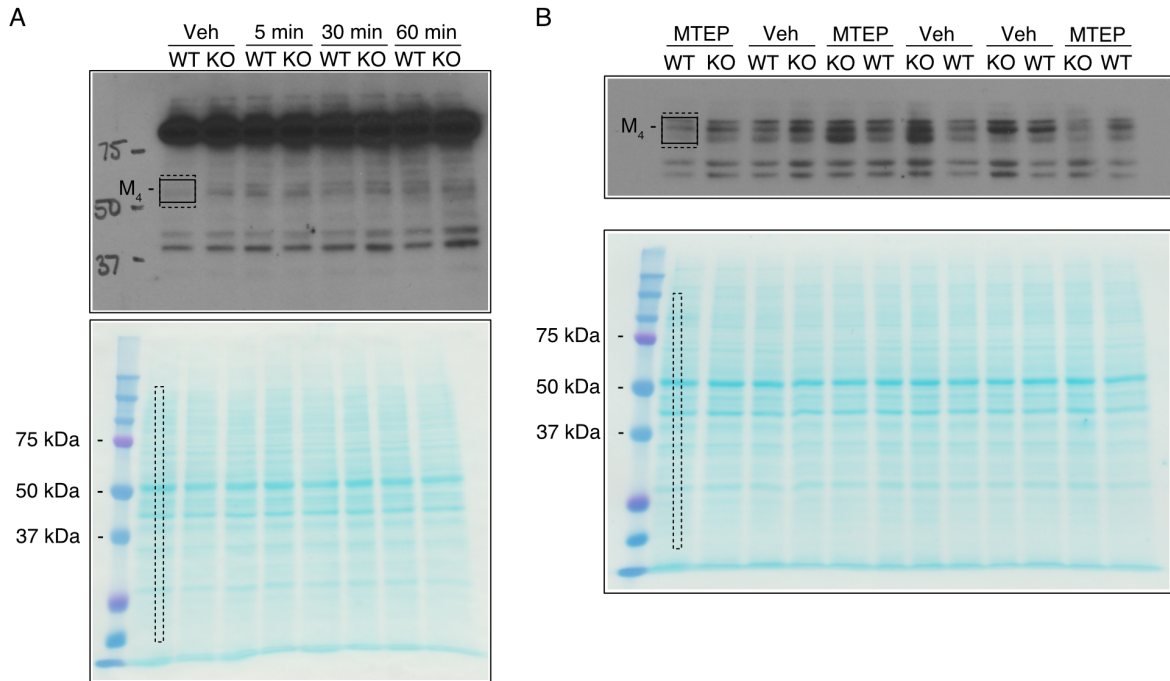 A
Veh 5 min 30 min 60 min
WT KO WT KO WT KO WT KO
75
M4 -
50
37
75 kDa -
50 kDa -
37 kDa -
B
MTEP Veh MTEP Veh Veh MTEP
WT KO WT KO KO WT KO WT KO WT KO WT
M4 -
75 kDa -
50 kDa -
37 kDa -